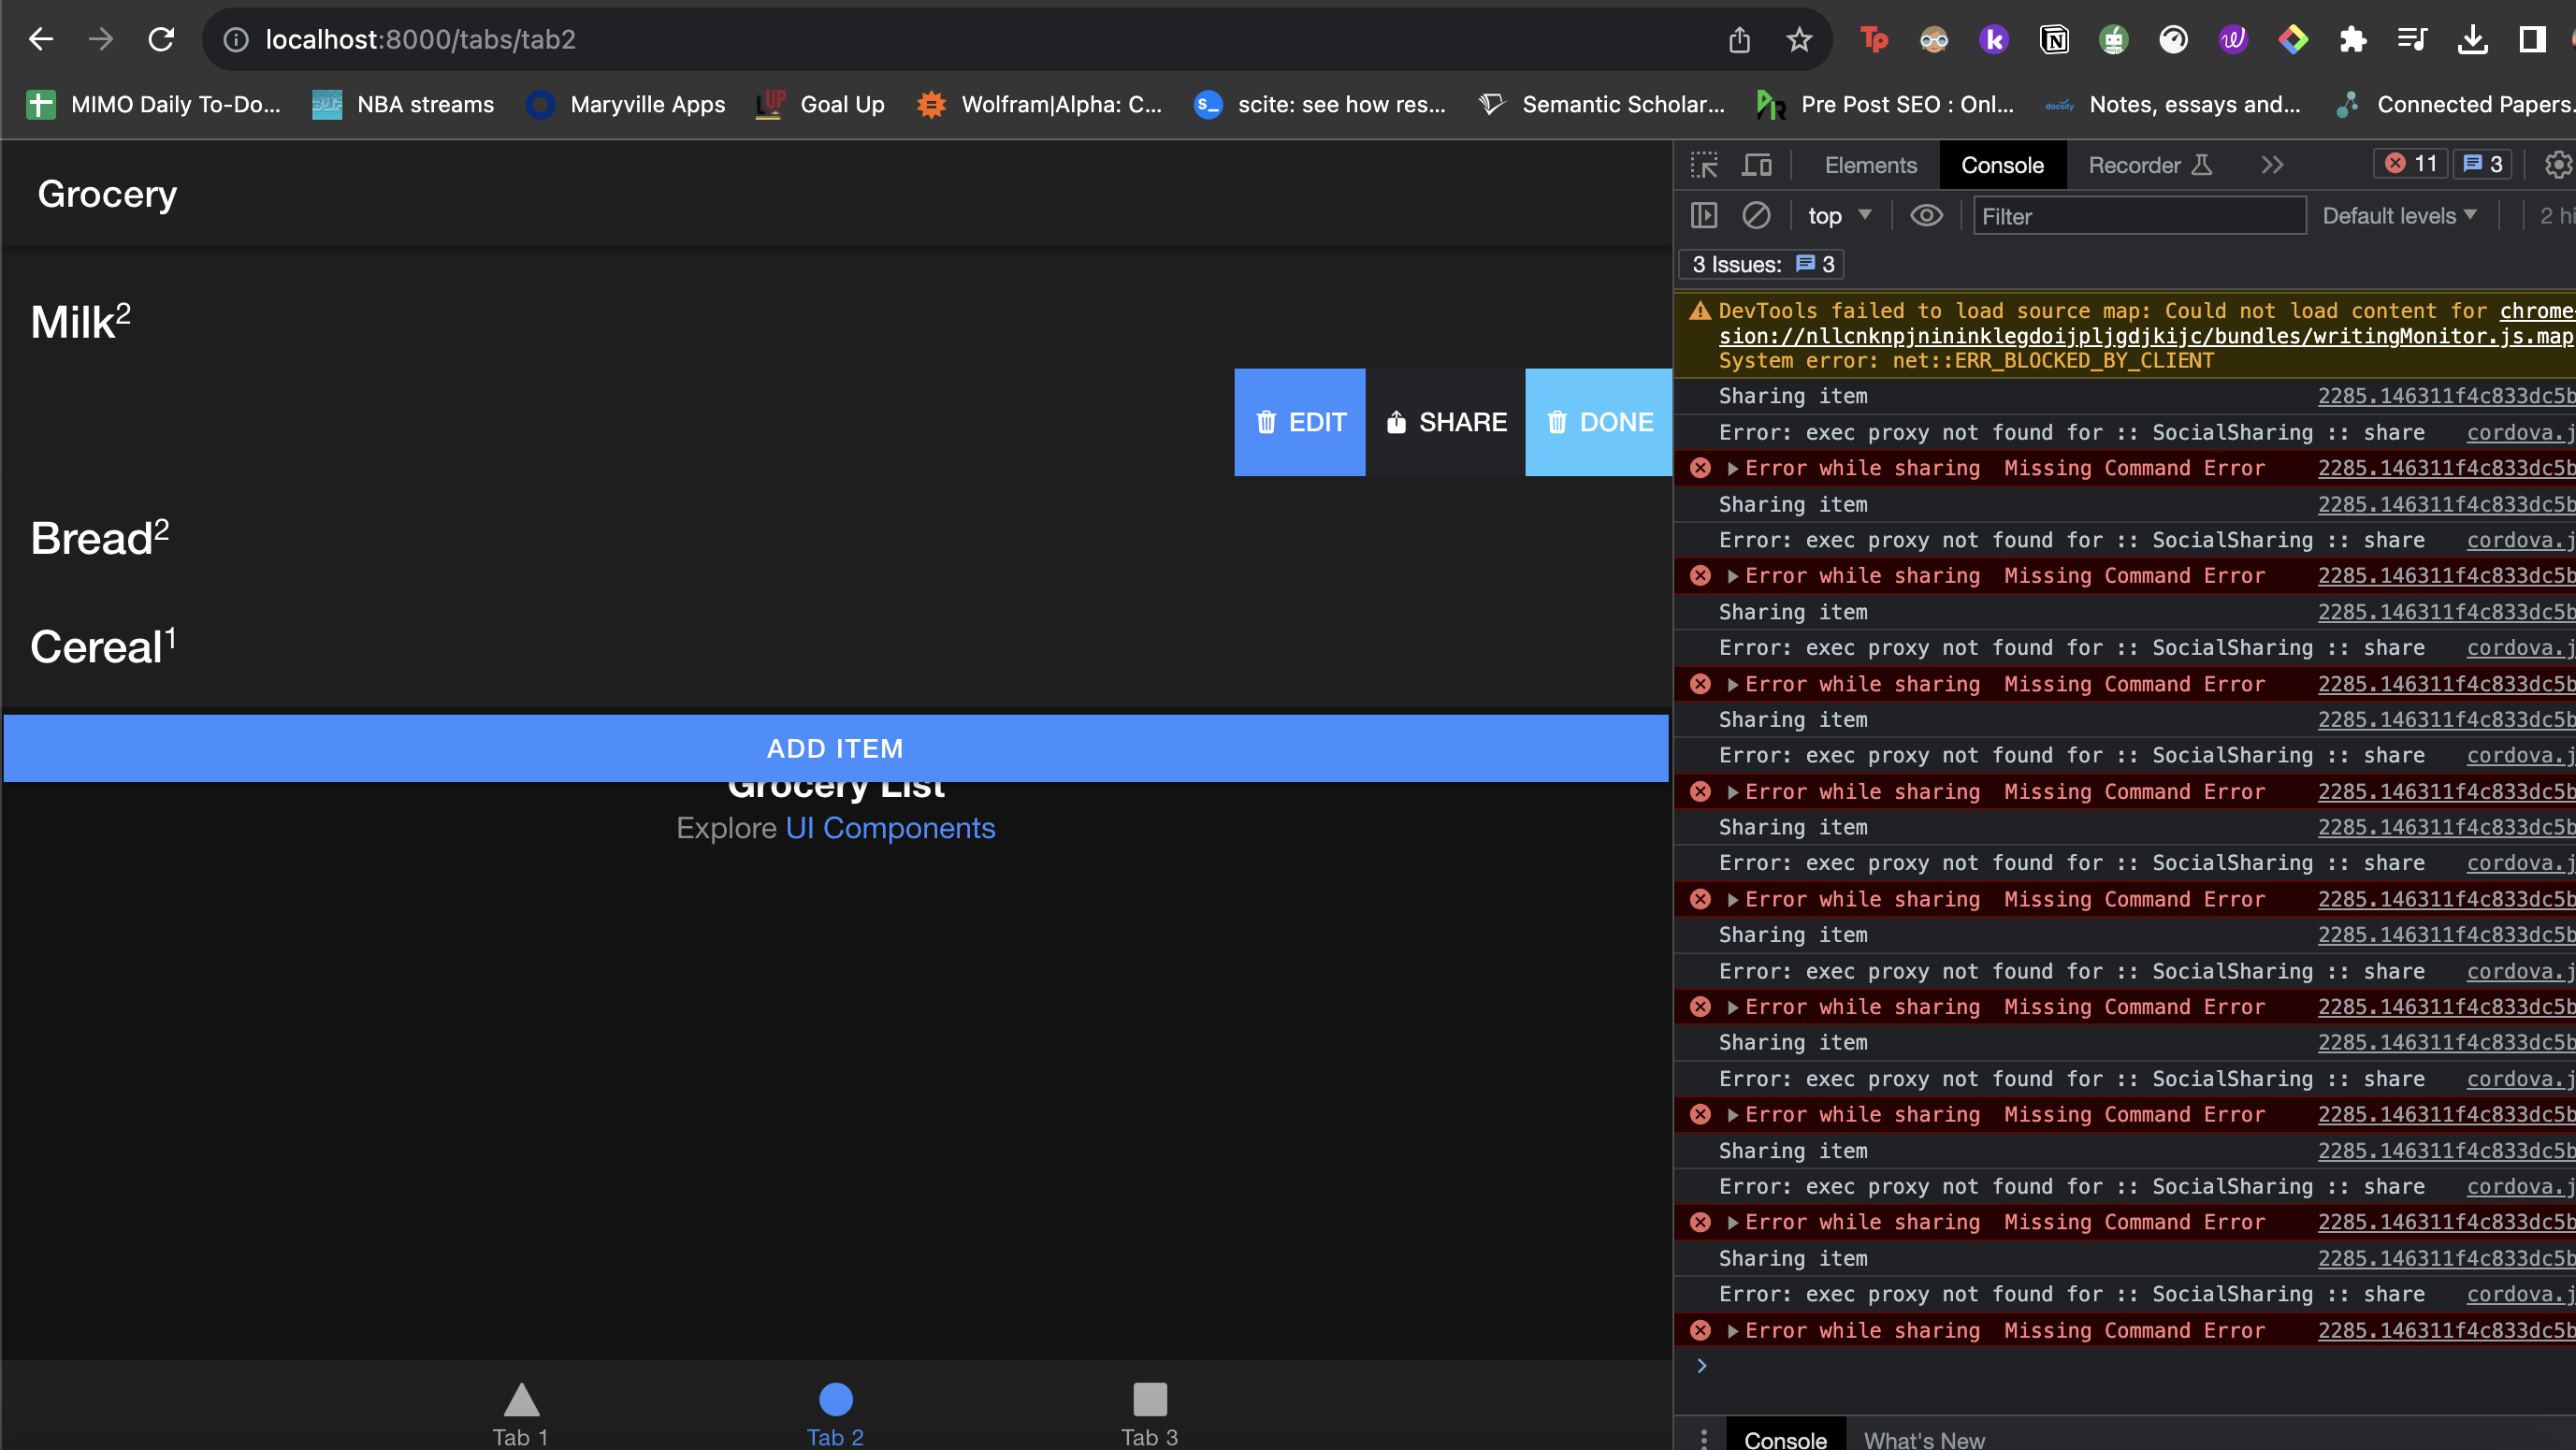 localhost:8000/tabs/tab2
MIMO Daily To-Do...
NBA streams
Maryville Apps
Goal Up
Wolfram|Alpha: C...
scite: see how res...
Semantic Scholar...
Pre Post SEO : Onl...
Notes, essays and...
Connected Papers.
Grocery
Milk2
EDIT
SHARE
DONE
Bread2
Cereal1
ADD ITEM
Grocery List
Explore UI Components
Tab 1
Tab 2
Tab 3
Elements
Console
Recorder
11
3
top
Filter
Default levels
2 hi
3 Issues: 3
DevTools failed to load source map: Could not load content for chrome
sion://nllcnknpjnininklegdoijpljgdjkijc/bundles/writingMonitor.js.map
System error: net::ERR_BLOCKED_BY_CLIENT
Sharing item 2285.146311f4c833dc5b
Error: exec proxy not found for :: SocialSharing :: share cordova.j
Error while sharing Missing Command Error 2285.146311f4c833dc5b
Sharing item 2285.146311f4c833dc5b
Error: exec proxy not found for :: SocialSharing :: share cordova.j
Error while sharing Missing Command Error 2285.146311f4c833dc5b
Sharing item 2285.146311f4c833dc5b
Error: exec proxy not found for :: SocialSharing :: share cordova.j
Error while sharing Missing Command Error 2285.146311f4c833dc5b
Sharing item 2285.146311f4c833dc5b
Error: exec proxy not found for :: SocialSharing :: share cordova.j
Error while sharing Missing Command Error 2285.146311f4c833dc5b
Sharing item 2285.146311f4c833dc5b
Error: exec proxy not found for :: SocialSharing :: share cordova.j
Error while sharing Missing Command Error 2285.146311f4c833dc5b
Sharing item 2285.146311f4c833dc5b
Error: exec proxy not found for :: SocialSharing :: share cordova.j
Error while sharing Missing Command Error 2285.146311f4c833dc5b
Sharing item 2285.146311f4c833dc5b
Error: exec proxy not found for :: SocialSharing :: share cordova.j
Error while sharing Missing Command Error 2285.146311f4c833dc5b
Sharing item 2285.146311f4c833dc5b
Error: exec proxy not found for :: SocialSharing :: share cordova.j
Error while sharing Missing Command Error 2285.146311f4c833dc5b
Sharing item 2285.146311f4c833dc5b
Error: exec proxy not found for :: SocialSharing :: share cordova.j
Error while sharing Missing Command Error 2285.146311f4c833dc5b
Console
What's New